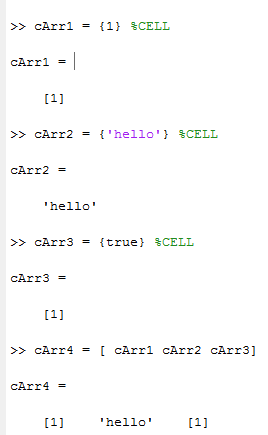 >> cArr1 = {1} %CELL
cArr1 =
[1]
>> cArr2 = {'hello'} %CELL
cArr2 =
'hello'
>> cArr3 = {true} %CELL
cArr3 =
[1]
>> cArr4 = [ cArr1 cArr2 cArr3]
cArr4 =
[1]    'hello'    [1]